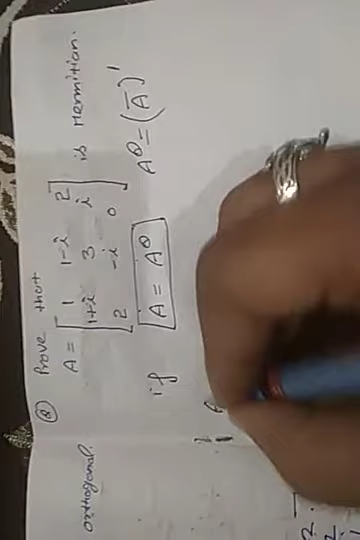 orthogonal.
Q Prove that
A = [ 1 1-i 2
1+i 3 i
2 -i 0 ] is Hermition.
if A = A^θ A^θ = (Ā)'